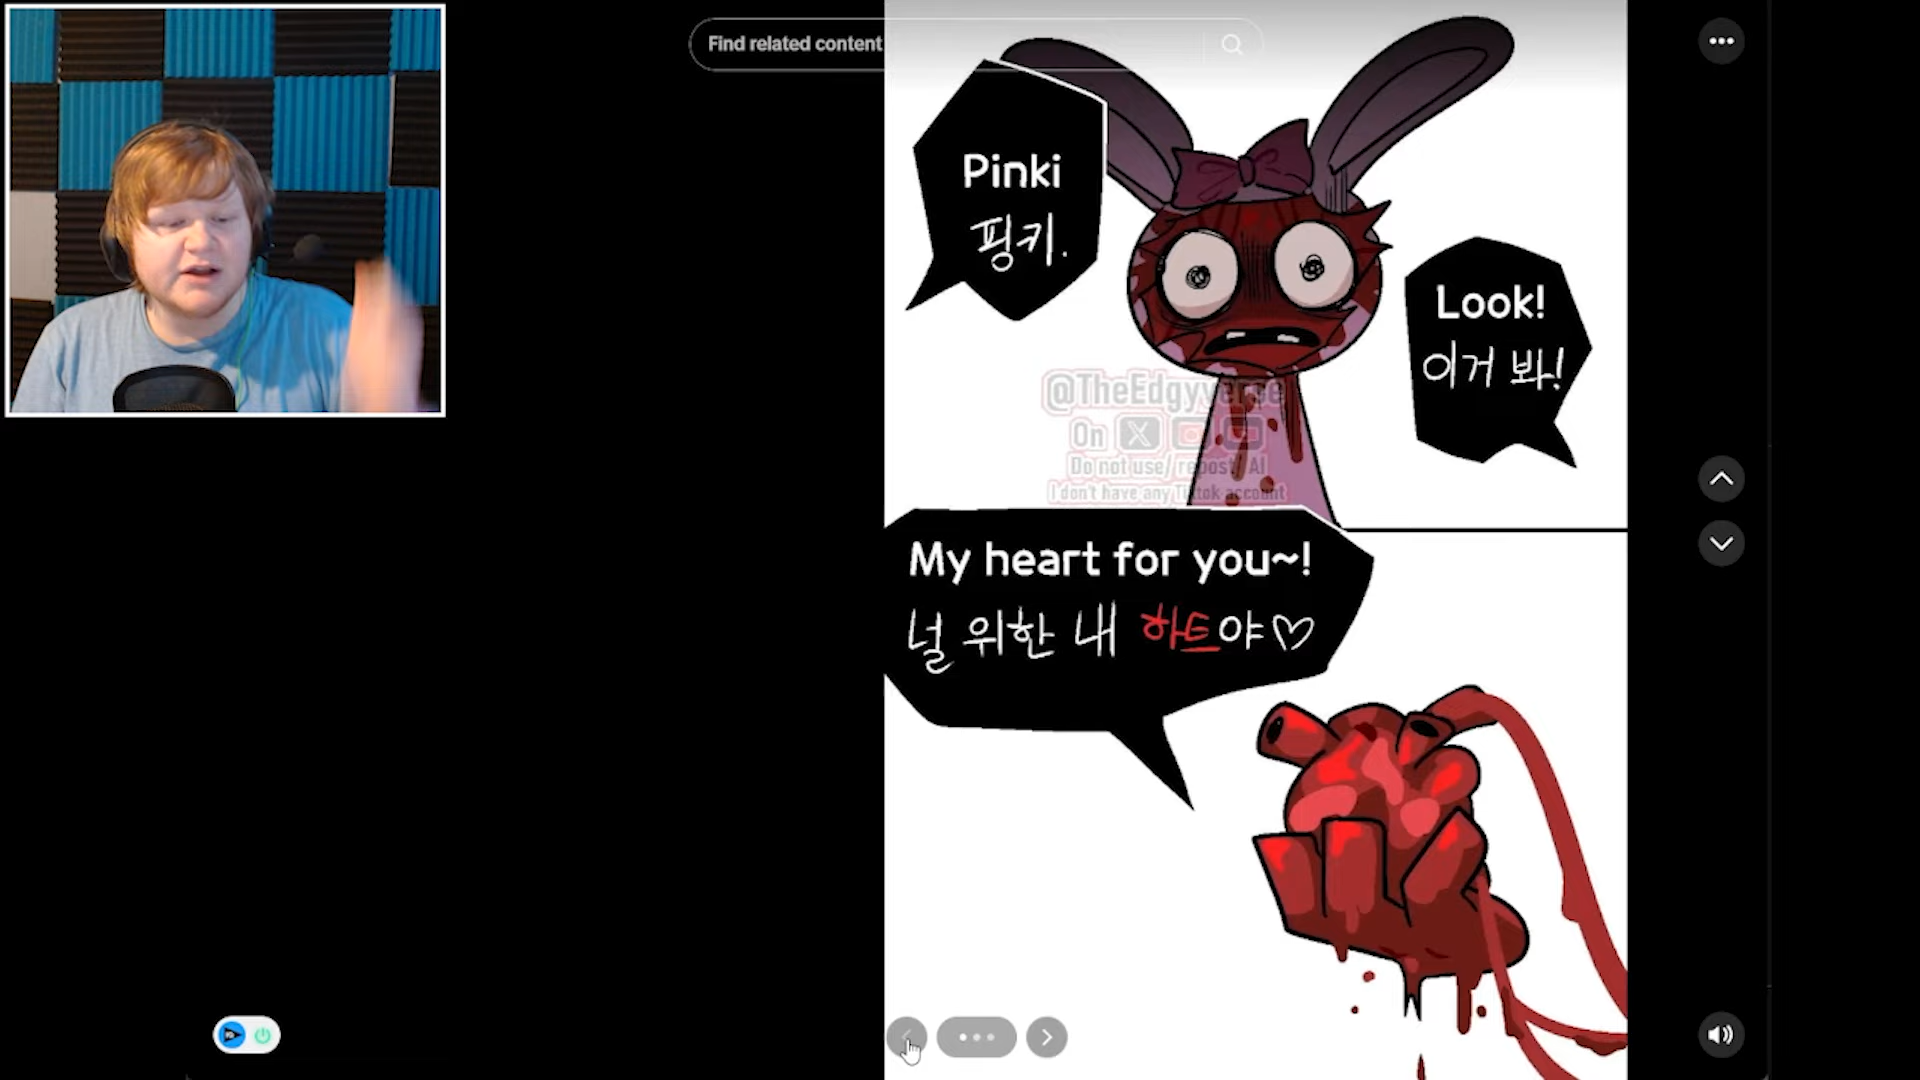 Find related content
Pinki
핑키.
Look!
이거 봐!
@TheEdgyverse
On
Do not use/ repost/ AI
I don't have any Tiktok account
My heart for you~!
널 위한 내 하트야♡